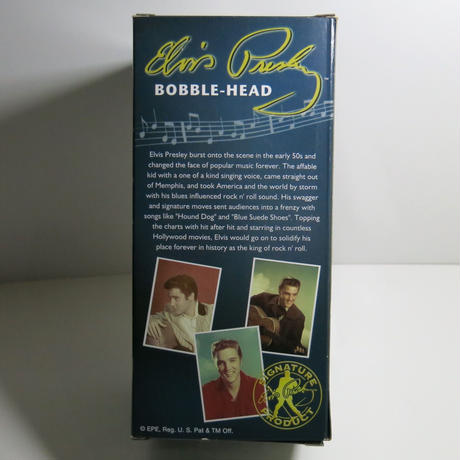 Elvis Presley
BOBBLE-HEAD
Elvis Presley burst onto the scene in the early 50s and
changed the face of popular music forever. The affable
kid with a one of a kind singing voice, came straight out
of Memphis, and took America and the world by storm
with his blues influenced rock n' roll sound. His swagger
and signature moves sent audiences into a frenzy with
songs like "Hound Dog" and "Blue Suede Shoes". Topping
the charts with hit after hit and starring in countless
Hollywood movies, Elvis would go on to solidify his
place forever in history as the king of rock n' roll.
SIGNATURE
Elvis Presley
PRODUCT
© EPE, Reg. U. S. Pat & TM Off.